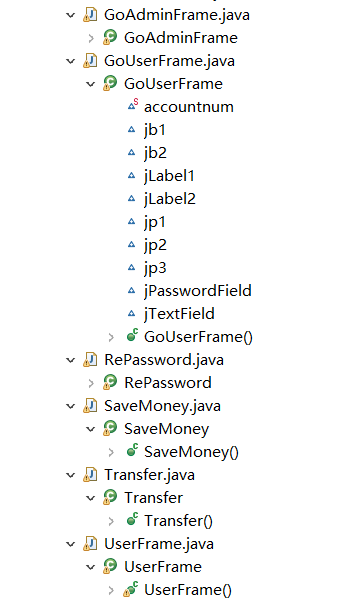 GoAdminFrame.java
GoAdminFrame
GoUserFrame.java
GoUserFrame
accountnum
jb1
jb2
jLabel1
jLabel2
jp1
jp2
jp3
jPasswordField
jTextField
GoUserFrame()
RePassword.java
RePassword
SaveMoney.java
SaveMoney
SaveMoney()
Transfer.java
Transfer
Transfer()
UserFrame.java
UserFrame
UserFrame()